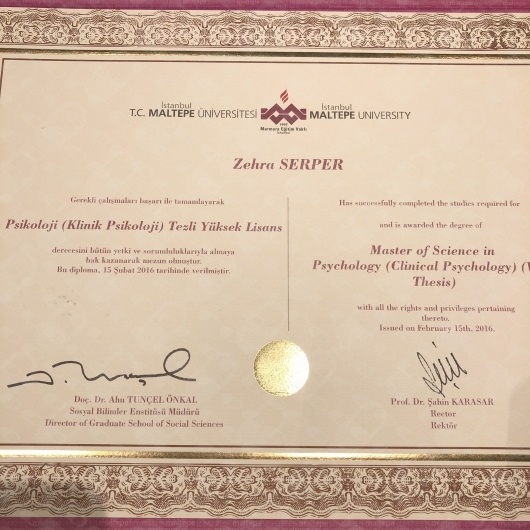 İstanbul
T.C. MALTEPE ÜNİVERSİTESİ
Marmara Eğitim Vakfı
İstanbul
MALTEPE UNIVERSITY
Zehra SERPER
Gerekli çalışmaları başarı ile tamamlayarak
Psikoloji (Klinik Psikoloji) Tezli Yüksek Lisans
derecesini bütün yetki ve sorumluluklarıyla almaya
hak kazanarak mezun olmuştur.
Bu diploma, 15 Şubat 2016 tarihinde verilmiştir.
Has successfully completed the studies required for
and is awarded the degree of
Master of Science in
Psychology (Clinical Psychology) (W
Thesis)
with all the rights and privileges pertaining
thereto.
Issued on February 15th, 2016.
Doç. Dr. Ahu TUNÇEL ÖNKAL
Sosyal Bilimler Enstitüsü Müdürü
Director of Graduate School of Social Sciences
Prof. Dr. Şahin KARASAR
Rector
Rektör